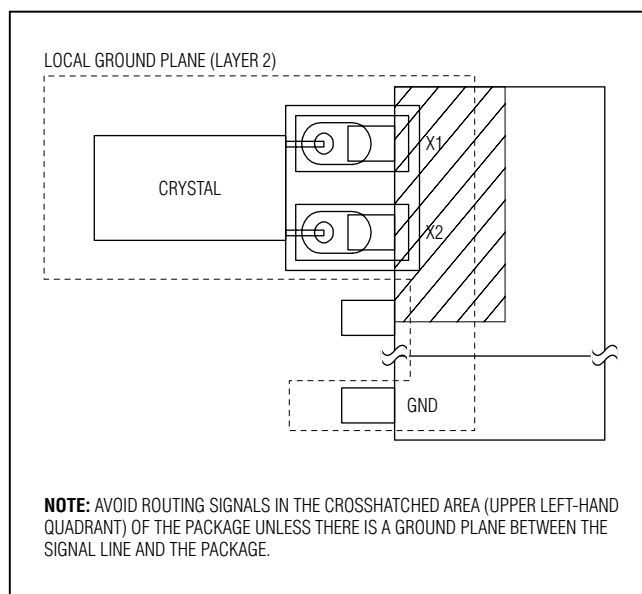 LOCAL GROUND PLANE (LAYER 2)
X1
CRYSTAL
X2
GND
NOTE: AVOID ROUTING SIGNALS IN THE CROSSHATCHED AREA (UPPER LEFT-HAND
QUADRANT) OF THE PACKAGE UNLESS THERE IS A GROUND PLANE BETWEEN THE
SIGNAL LINE AND THE PACKAGE.